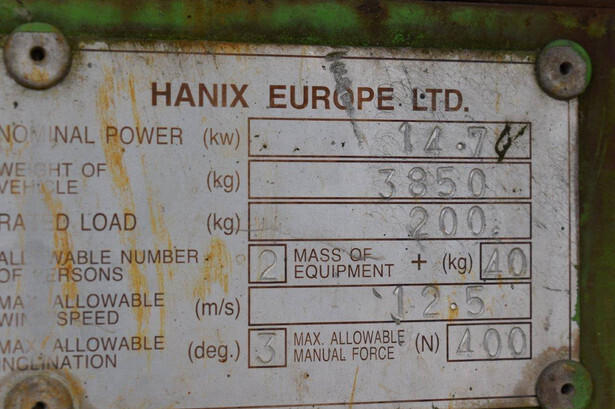 HANIX EUROPE LTD.
NOMINAL POWER (kw) 14.7
WEIGHT OF
VEHICLE (kg) 3850
RATED LOAD (kg) 200
ALLOWABLE NUMBER
OF PERSONS 2 MASS OF
EQUIPMENT + (kg) 40
MAX. ALLOWABLE
WIND SPEED (m/s) 12.5
MAX. ALLOWABLE
INCLINATION (deg.) 3 MAX. ALLOWABLE
MANUAL FORCE (N) 400